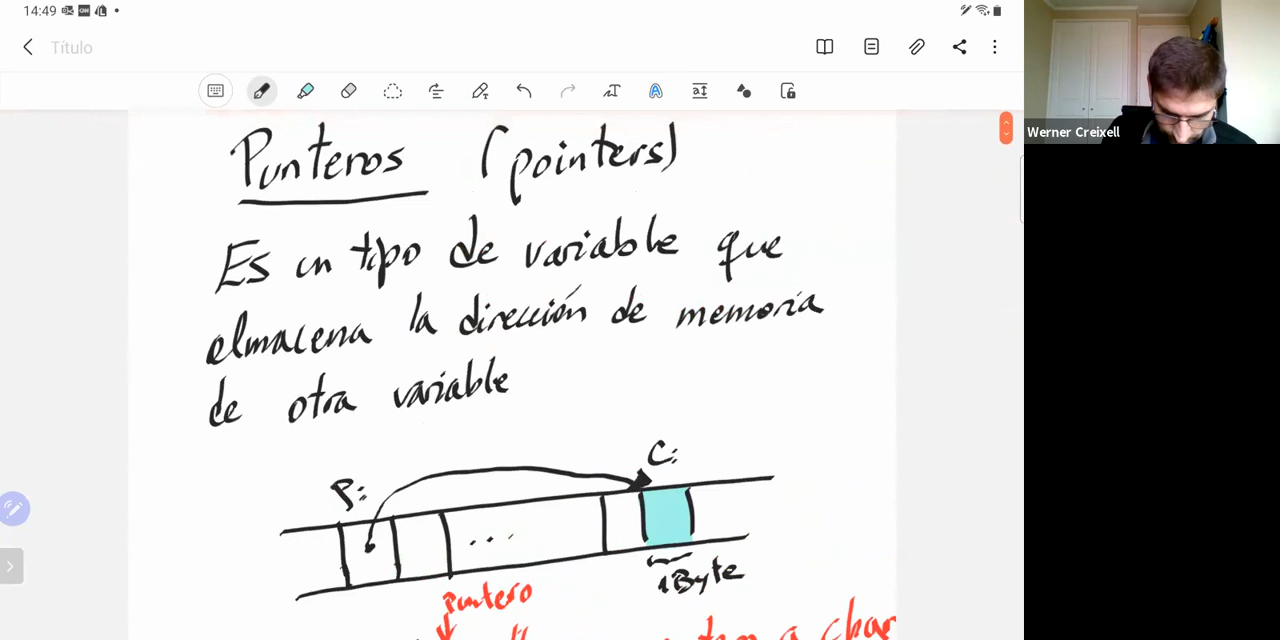 14:49
Título
Werner Creixell
Punteros (pointers)
Es un tipo de variable que
almacena la dirección de memoria
de otra variable
P:
C:
...
1Byte
Puntero
a char